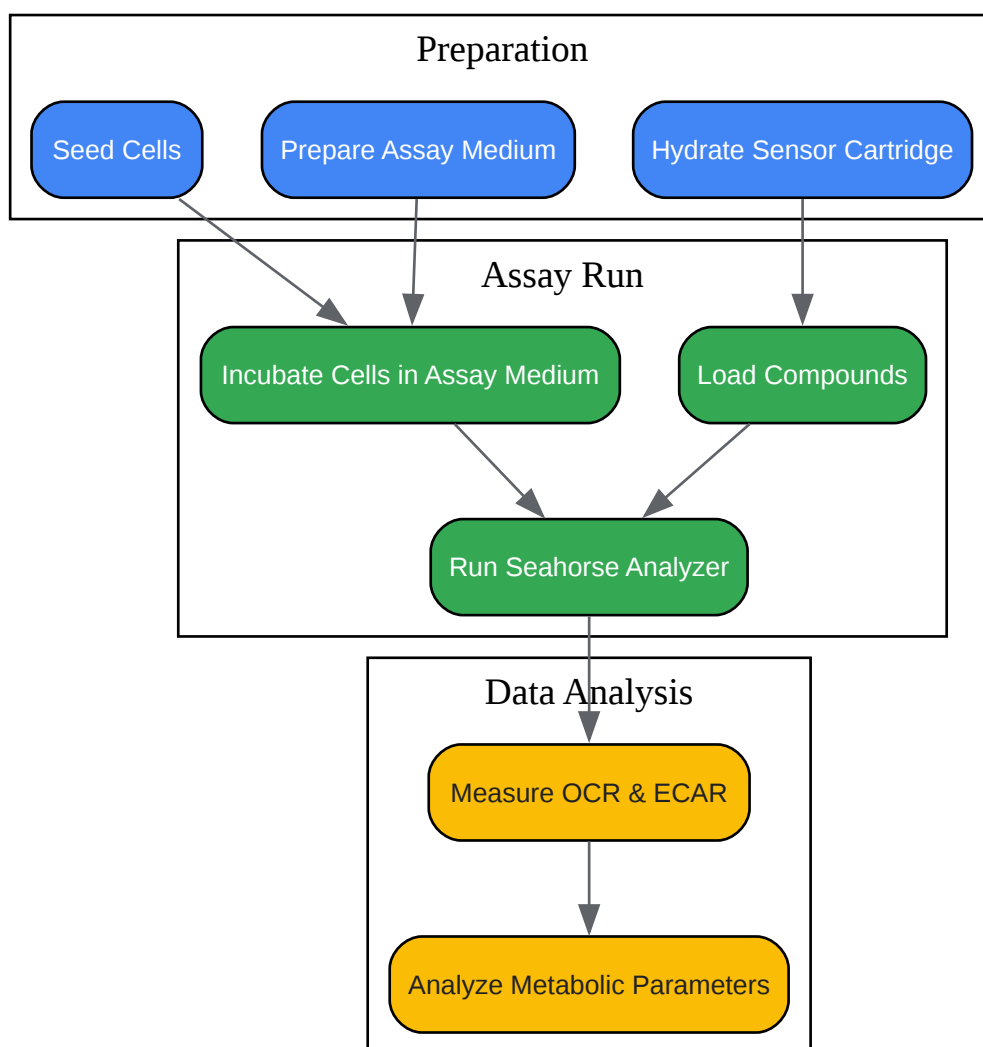 Preparation
Seed Cells
Prepare Assay Medium
Hydrate Sensor Cartridge
Assay Run
Incubate Cells in Assay Medium
Load Compounds
Run Seahorse Analyzer
Data Analysis
Measure OCR & ECAR
Analyze Metabolic Parameters